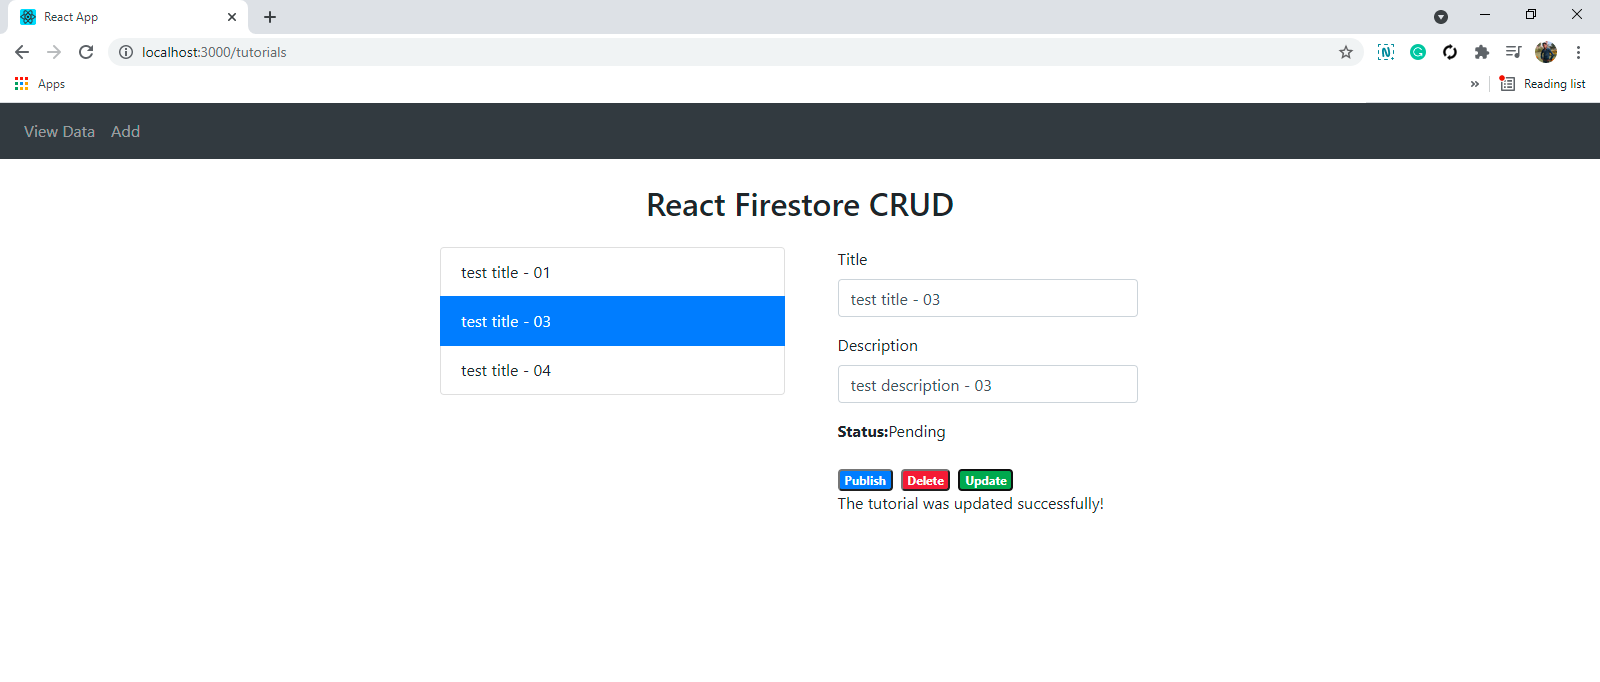 React App
localhost:3000/tutorials
Apps
» Reading list
View Data Add
React Firestore CRUD
test title - 01
test title - 03
test title - 04
Title
test title - 03
Description
test description - 03
Status:Pending
Publish Delete Update
The tutorial was updated successfully!